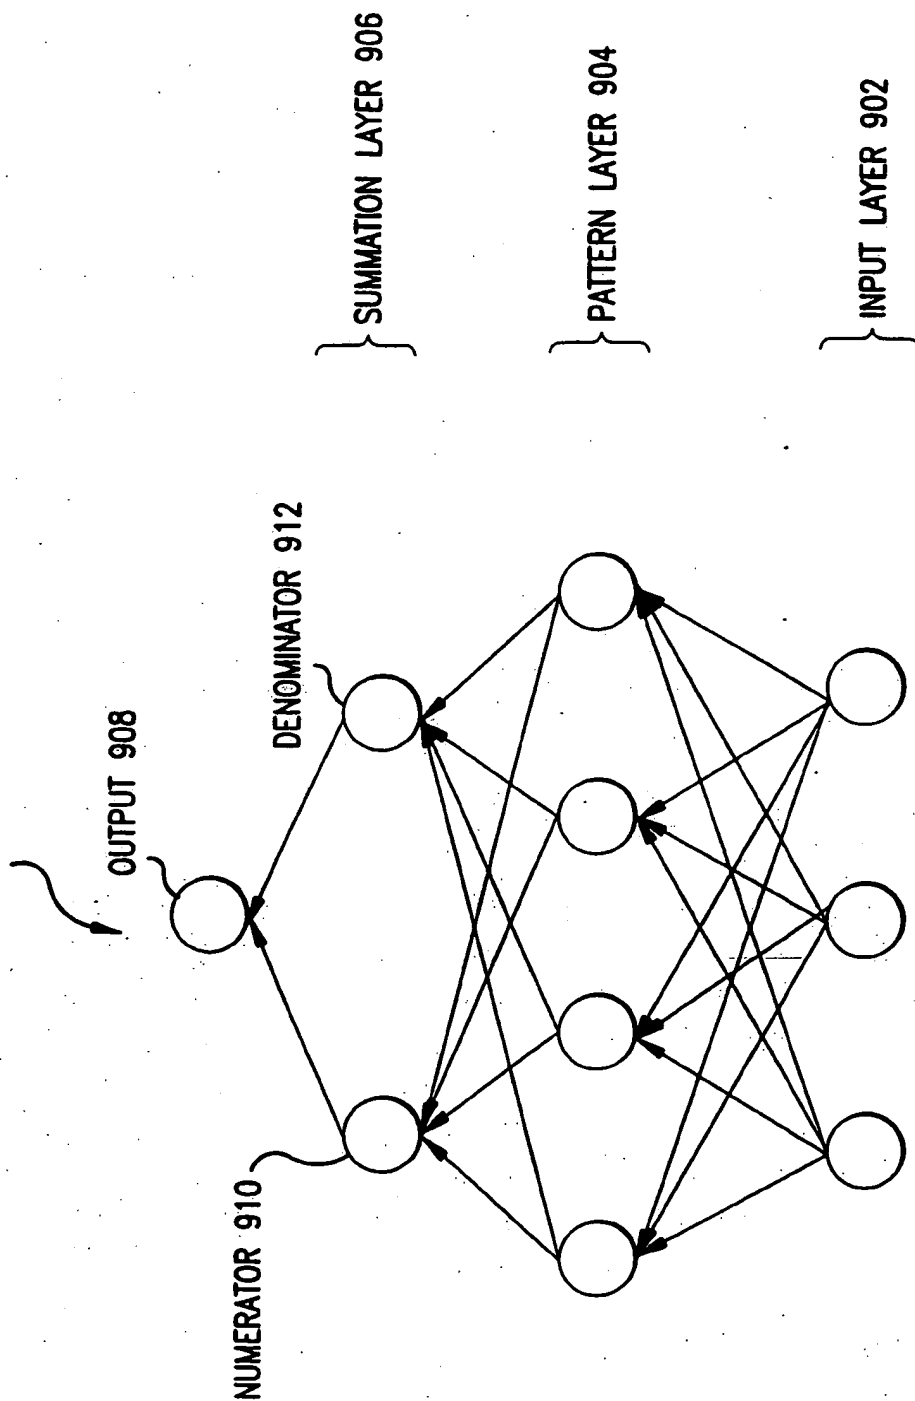 OUTPUT 908
NUMERATOR 910
DENOMINATOR 912
SUMMATION LAYER 906
PATTERN LAYER 904
INPUT LAYER 902